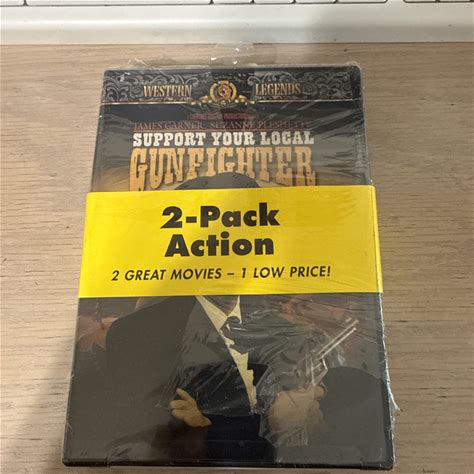 WESTERN LEGENDS
JAMES GARNER SUZANNE PLESHETTE
SUPPORT YOUR LOCAL
GUNFIGHTER
2-Pack
Action
2 GREAT MOVIES – 1 LOW PRICE!